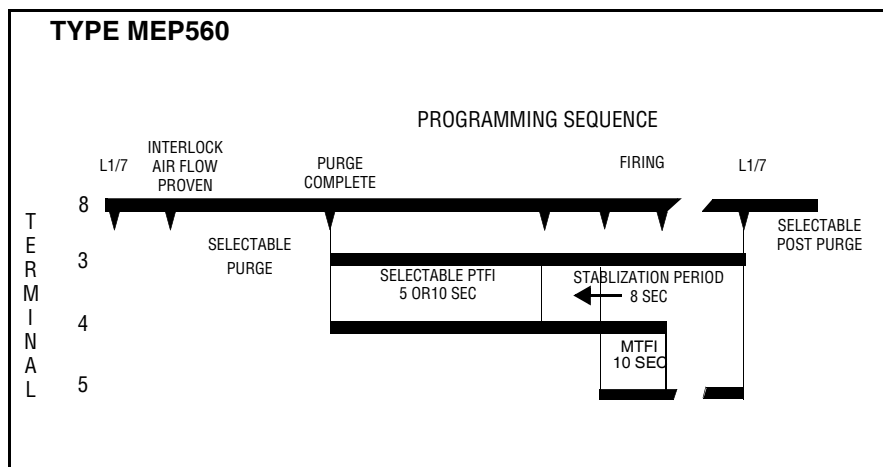 TYPE MEP560
PROGRAMMING SEQUENCE
L1/7
INTERLOCK
AIR FLOW
PROVEN
PURGE
COMPLETE
FIRING
L1/7
TERMINAL
8
SELECTABLE
POST PURGE
SELECTABLE
PURGE
3
SELECTABLE PTFI
5 OR10 SEC
STABLIZATION PERIOD
8 SEC
4
MTFI
10 SEC
5